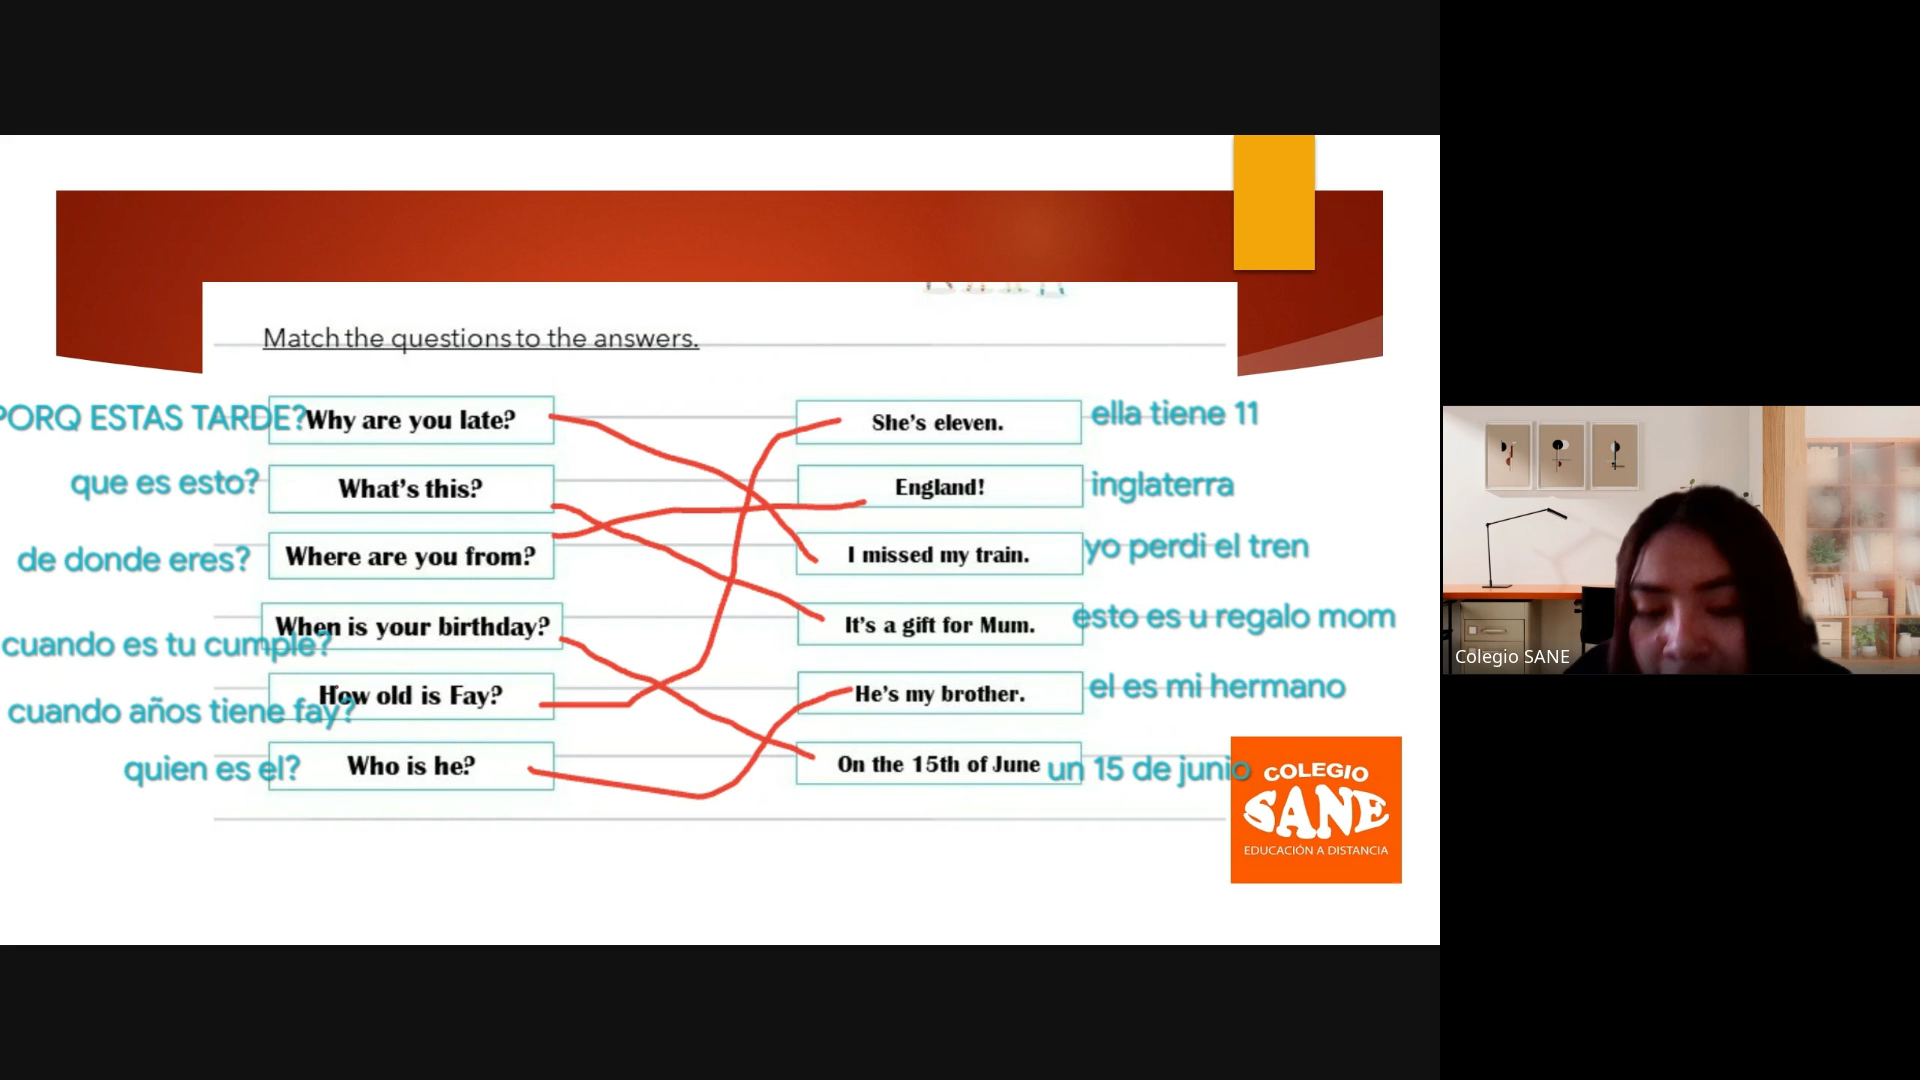 Match the questions to the answers.
PORQ ESTAS TARDE? Why are you late? She's eleven. ella tiene 11
que es esto? What's this? England! inglaterra
de donde eres? Where are you from? I missed my train. yo perdi el tren
cuando es tu cumple? When is your birthday? It's a gift for Mum. esto es u regalo mom
cuando años tiene fay? How old is Fay? He's my brother. el es mi hermano
quien es el? Who is he? On the 15th of June un 15 de junio
COLEGIO
SANE
EDUCACIÓN A DISTANCIA
Colegio SANE